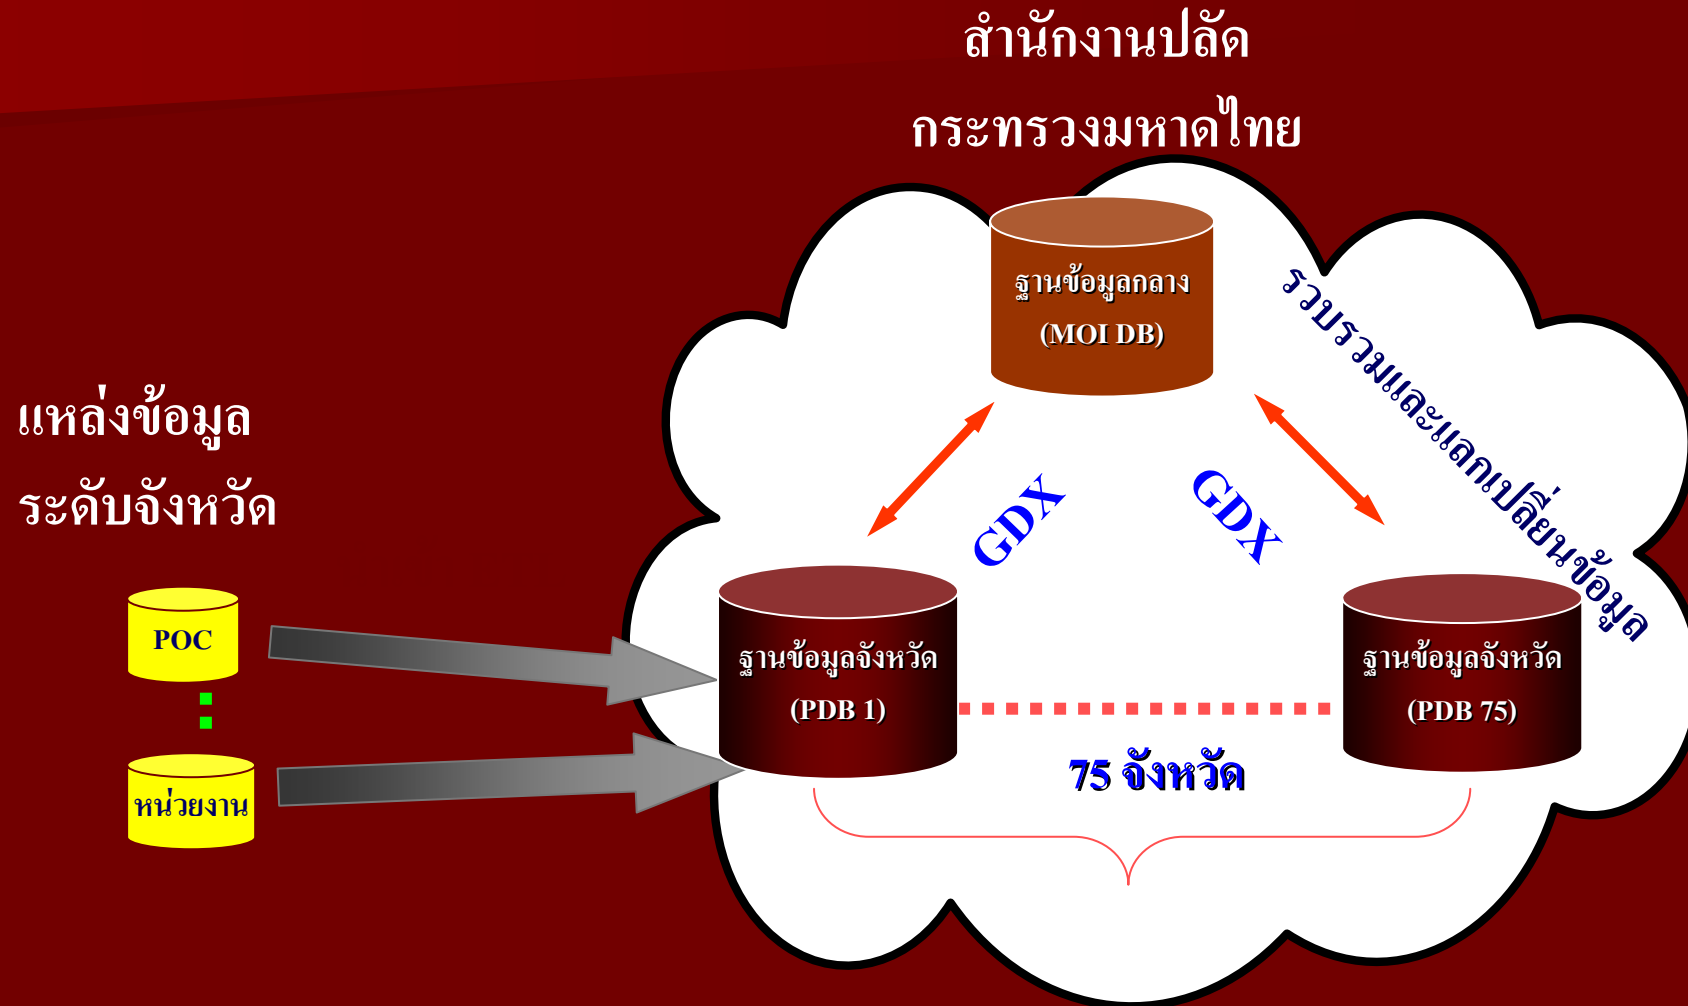 สำนักงานปลัด
กระทรวงมหาดไทย
ฐานข้อมูลกลาง
(MOI DB)
รวบรวมและแลกเปลี่ยนข้อมูล
แหล่งข้อมูล
ระดับจังหวัด
GDX
GDX
POC
ฐานข้อมูลจังหวัด
(PDB 1)
ฐานข้อมูลจังหวัด
(PDB 75)
75 จังหวัด
หน่วยงาน